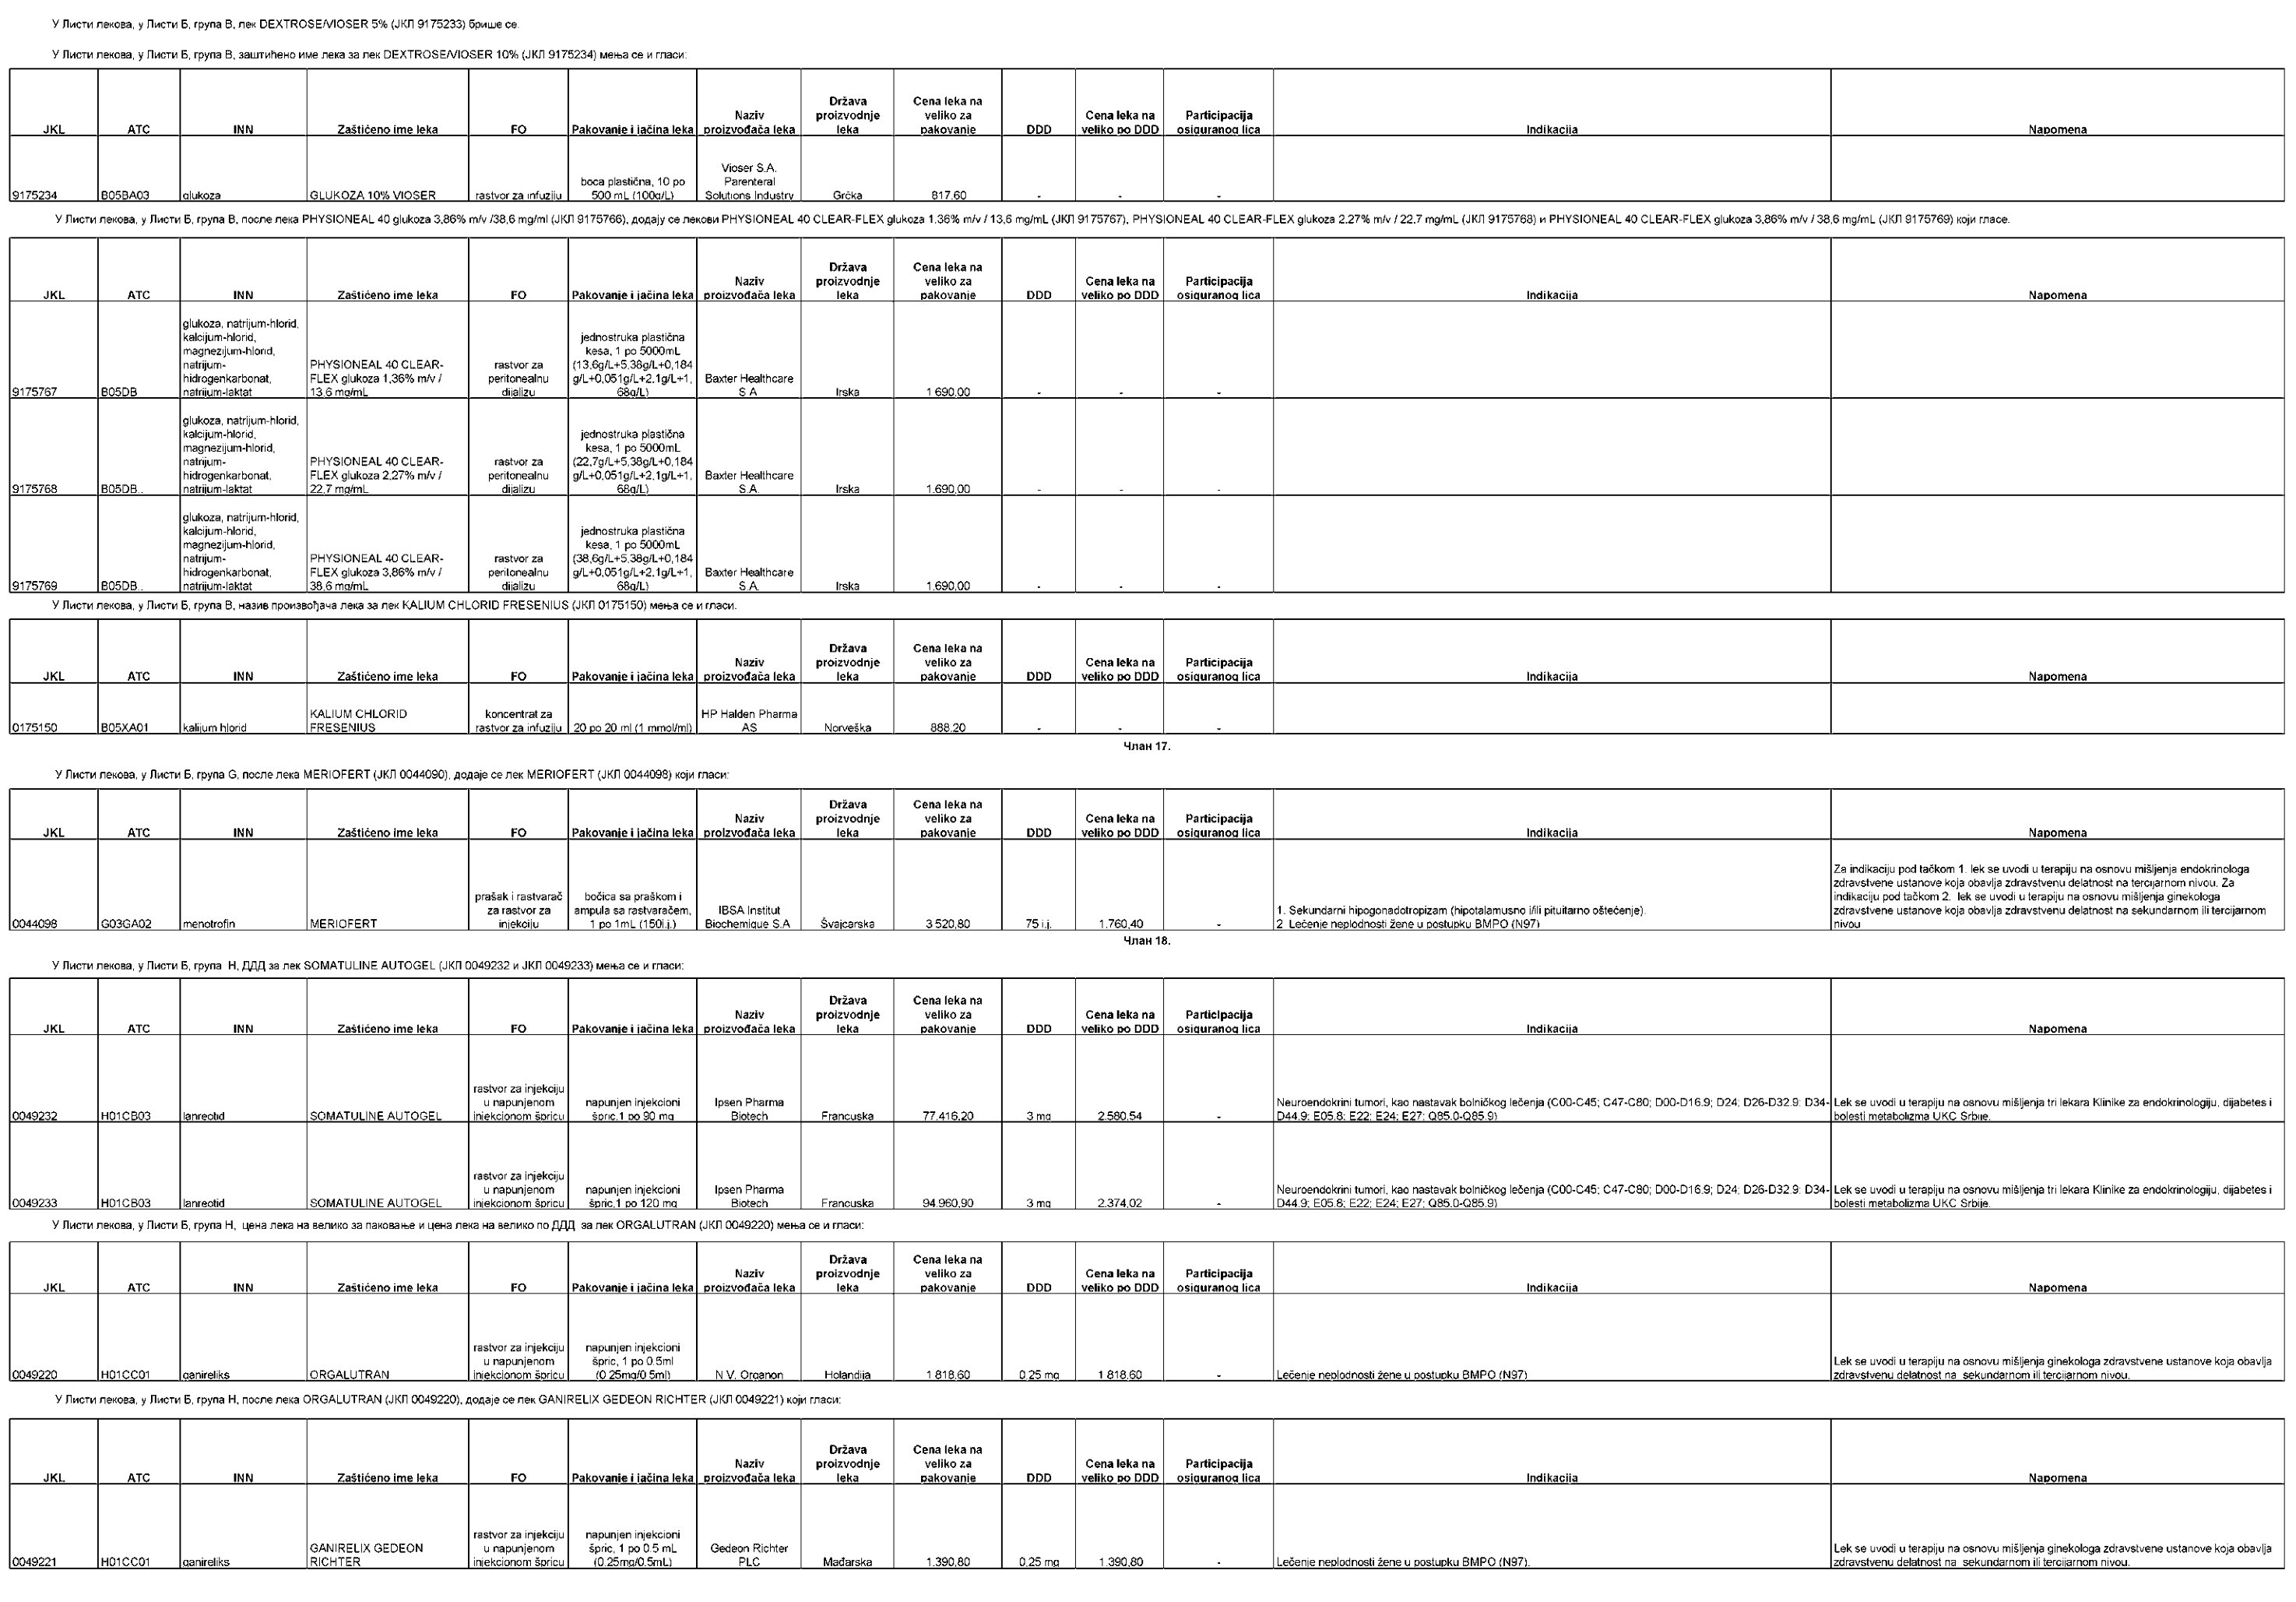 У Листи лекова, у Листи Б, група B, лек DEXTROSE/VIOSER 5% (ЈКЛ 9175233) брише се.
У Листи лекова, у Листи Б, група B, заштићено име лека за лек DEXTROSE/VIOSER 10% (ЈКЛ 9175234) мења се и гласи:
JKL ATC INN Zaštićeno ime leka FO Pakovanje i jačina leka Naziv proizvođača leka Država proizvodnje leka Cena leka na veliko za pakovanje DDD Cena leka na veliko po DDD Participacija osiguranog lica Indikacija Napomena
9175234 B05BA03 glukoza GLUKOZA 10% VIOSER rastvor za infuziju boca plastična, 10 po 500 mL (100g/L) Vioser S.A. Parenteral Solutions Industry Grčka 817,60 - - -
У Листи лекова, у Листи Б, група B, после лека PHYSIONEAL 40 glukoza 3,86% m/v /38,6 mg/ml (ЈКЛ 9175766), додају се лекови PHYSIONEAL 40 CLEAR-FLEX glukoza 1,36% m/v / 13,6 mg/mL (ЈКЛ 9175767), PHYSIONEAL 40 CLEAR-FLEX glukoza 2,27% m/v / 22,7 mg/mL (ЈКЛ 9175768) и PHYSIONEAL 40 CLEAR-FLEX glukoza 3,86% m/v / 38,6 mg/mL (ЈКЛ 9175769) који гласе:
JKL ATC INN Zaštićeno ime leka FO Pakovanje i jačina leka Naziv proizvođača leka Država proizvodnje leka Cena leka na veliko za pakovanje DDD Cena leka na veliko po DDD Participacija osiguranog lica Indikacija Napomena
9175767 B05DB glukoza, natrijum-hlorid, kalcijum-hlorid, magnezijum-hlorid, natrijum-hidrogenkarbonat, natrijum-laktat PHYSIONEAL 40 CLEAR-FLEX glukoza 1,36% m/v / 13,6 mg/mL rastvor za peritonealnu dijalizu jednostruka plastična kesa, 1 po 5000mL (13,6g/L+5,38g/L+0,184g/L+0,051g/L+2,1g/L+1,68g/L) Baxter Healthcare S.A. Irska 1.690,00 - - -
9175768 B05DB.. glukoza, natrijum-hlorid, kalcijum-hlorid, magnezijum-hlorid, natrijum-hidrogenkarbonat, natrijum-laktat PHYSIONEAL 40 CLEAR-FLEX glukoza 2,27% m/v / 22,7 mg/mL rastvor za peritonealnu dijalizu jednostruka plastična kesa, 1 po 5000mL (22,7g/L+5,38g/L+0,184g/L+0,051g/L+2,1g/L+1,68g/L) Baxter Healthcare S.A. Irska 1.690,00 - - -
9175769 B05DB.. glukoza, natrijum-hlorid, kalcijum-hlorid, magnezijum-hlorid, natrijum-hidrogenkarbonat, natrijum-laktat PHYSIONEAL 40 CLEAR-FLEX glukoza 3,86% m/v / 38,6 mg/mL rastvor za peritonealnu dijalizu jednostruka plastična kesa, 1 po 5000mL (38,6g/L+5,38g/L+0,184g/L+0,051g/L+2,1g/L+1,68g/L) Baxter Healthcare S.A. Irska 1.690,00 - - -
У Листи лекова, у Листи Б, група B, назив произвођача лека за лек KALIUM CHLORID FRESENIUS (ЈКЛ 0175150) мења се и гласи:
JKL ATC INN Zaštićeno ime leka FO Pakovanje i jačina leka Naziv proizvođača leka Država proizvodnje leka Cena leka na veliko za pakovanje DDD Cena leka na veliko po DDD Participacija osiguranog lica Indikacija Napomena
0175150 B05XA01 kalijum hlorid KALIUM CHLORID FRESENIUS koncentrat za rastvor za infuziju 20 po 20 ml (1 mmol/ml) HP Halden Pharma AS Norveška 888,20 - - -
Члан 17.
У Листи лекова, у Листи Б, група G, после лека MERIOFERT (ЈКЛ 0044090), додаје се лек MERIOFERT (ЈКЛ 0044098) који гласи:
JKL ATC INN Zaštićeno ime leka FO Pakovanje i jačina leka Naziv proizvođača leka Država proizvodnje leka Cena leka na veliko za pakovanje DDD Cena leka na veliko po DDD Participacija osiguranog lica Indikacija Napomena
0044098 G03GA02 menotrofin MERIOFERT prašak i rastvarač za rastvor za injekciju bočica sa praškom i ampula sa rastvaračem, 1 po 1mL (150i.j.) IBSA Institut Biochemique S.A. Švajcarska 3.520,80 75 i.j. 1.760,40 - 1. Sekundarni hipogonadotropizam (hipotalamusno i/ili pituitarno oštećenje). 2. Lečenje neplodnosti žene u postupku BMPO (N97) Za indikaciju pod tačkom 1. lek se uvodi u terapiju na osnovu mišljenja endokrinologa zdravstvene ustanove koja obavlja zdravstvenu delatnost na tercijarnom nivou. Za indikaciju pod tačkom 2. lek se uvodi u terapiju na osnovu mišljenja ginekologa zdravstvene ustanove koja obavlja zdravstvenu delatnost na sekundarnom ili tercijarnom nivou
Члан 18.
У Листи лекова, у Листи Б, група H, ДДД за лек SOMATULINE AUTOGEL (ЈКЛ 0049232 и ЈКЛ 0049233) мења се и гласи:
JKL ATC INN Zaštićeno ime leka FO Pakovanje i jačina leka Naziv proizvođača leka Država proizvodnje leka Cena leka na veliko za pakovanje DDD Cena leka na veliko po DDD Participacija osiguranog lica Indikacija Napomena
0049232 H01CB03 lanreotid SOMATULINE AUTOGEL rastvor za injekciju u napunjenom injekcionom špricu napunjen injekcioni špric,1 po 90 mg Ipsen Pharma Biotech Francuska 77.416,20 3 mg 2.580,54 - Neuroendokrini tumori, kao nastavak bolničkog lečenja (C00-C45; C47-C80; D00-D16.9; D24; D26-D32.9; D34-D44.9; E05.8; E22; E24; E27; Q85.0-Q85.9) Lek se uvodi u terapiju na osnovu mišljenja tri lekara Klinike za endokrinologiju, dijabetes i bolesti metabolizma UKC Srbije.
0049233 H01CB03 lanreotid SOMATULINE AUTOGEL rastvor za injekciju u napunjenom injekcionom špricu napunjen injekcioni špric,1 po 120 mg Ipsen Pharma Biotech Francuska 94.960,90 3 mg 2.374,02 - Neuroendokrini tumori, kao nastavak bolničkog lečenja (C00-C45; C47-C80; D00-D16.9; D24; D26-D32.9; D34-D44.9; E05.8; E22; E24; E27; Q85.0-Q85.9) Lek se uvodi u terapiju na osnovu mišljenja tri lekara Klinike za endokrinologiju, dijabetes i bolesti metabolizma UKC Srbije.
У Листи лекова, у Листи Б, група H, цена лека на велико за паковање и цена лека на велико по ДДД за лек ORGALUTRAN (ЈКЛ 0049220) мења се и гласи:
JKL ATC INN Zaštićeno ime leka FO Pakovanje i jačina leka Naziv proizvođača leka Država proizvodnje leka Cena leka na veliko za pakovanje DDD Cena leka na veliko po DDD Participacija osiguranog lica Indikacija Napomena
0049220 H01CC01 ganireliks ORGALUTRAN rastvor za injekciju u napunjenom injekcionom špricu napunjen injekcioni špric, 1 po 0.5ml (0.25mg/0.5ml) N.V. Organon Holandija 1.818,60 0,25 mg 1.818,60 - Lečenje neplodnosti žene u postupku BMPO (N97) Lek se uvodi u terapiju na osnovu mišljenja ginekologa zdravstvene ustanove koja obavlja zdravstvenu delatnost na sekundarnom ili tercijarnom nivou.
У Листи лекова, у Листи Б, група H, после лека ORGALUTRAN (ЈКЛ 0049220), додаје се лек GANIRELIX GEDEON RICHTER (ЈКЛ 0049221) који гласи:
JKL ATC INN Zaštićeno ime leka FO Pakovanje i jačina leka Naziv proizvođača leka Država proizvodnje leka Cena leka na veliko za pakovanje DDD Cena leka na veliko po DDD Participacija osiguranog lica Indikacija Napomena
0049221 H01CC01 ganireliks GANIRELIX GEDEON RICHTER rastvor za injekciju u napunjenom injekcionom špricu napunjen injekcioni špric, 1 po 0.5 mL (0.25mg/0.5mL) Gedeon Richter PLC Mađarska 1.390,80 0,25 mg 1.390,80 - Lečenje neplodnosti žene u postupku BMPO (N97). Lek se uvodi u terapiju na osnovu mišljenja ginekologa zdravstvene ustanove koja obavlja zdravstvenu delatnost na sekundarnom ili tercijarnom nivou.